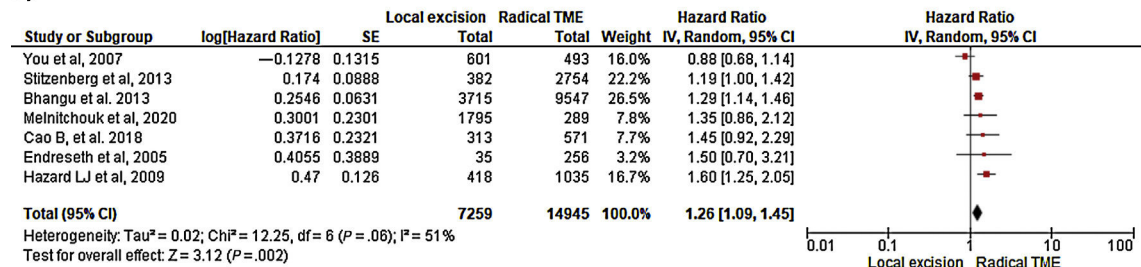 Local excision Radical TME Hazard Ratio Hazard Ratio
Study or Subgroup log[Hazard Ratio] SE Total Total Weight IV, Random, 95% CI IV, Random, 95% CI
You et al, 2007 —0.1278 0.1315 601 493 16.0% 0.88 [0.68, 1.14]
Stitzenberg et al, 2013 0.174 0.0888 382 2754 22.2% 1.19 [1.00, 1.42]
Bhangu et al. 2013 0.2546 0.0631 3715 9547 26.5% 1.29 [1.14, 1.46]
Melnitchouk et al, 2020 0.3001 0.2301 1795 289 7.8% 1.35 [0.86, 2.12]
Cao B, et al. 2018 0.3716 0.2321 313 571 7.7% 1.45 [0.92, 2.29]
Endreseth et al, 2005 0.4055 0.3889 35 256 3.2% 1.50 [0.70, 3.21]
Hazard LJ et al, 2009 0.47 0.126 418 1035 16.7% 1.60 [1.25, 2.05]
Total (95% CI) 7259 14945 100.0% 1.26 [1.09, 1.45]
Heterogeneity: Tau² = 0.02; Chi² = 12.25, df = 6 (P = .06); I² = 51%
Test for overall effect: Z = 3.12 (P = .002)
0.01 0.1 1 10 100
Local excision Radical TME